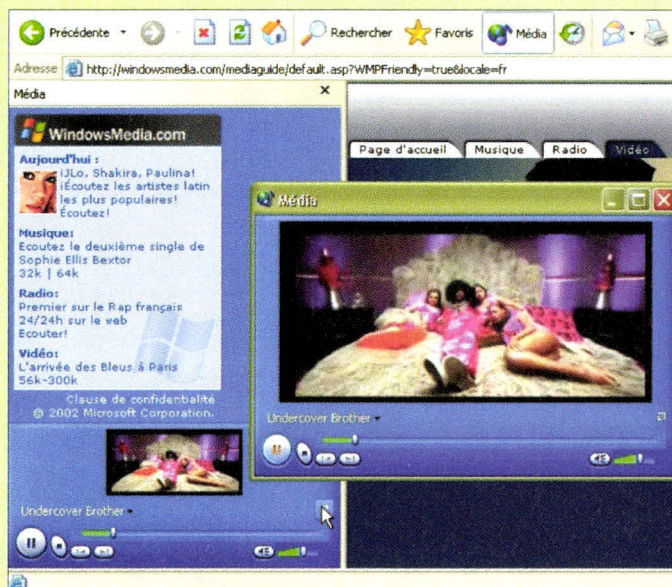 Précédente Rechercher Favoris Média
Adresse http://windowsmedia.com/mediaguide/default.asp?WMPFriendly=true&locale=fr
Média
WindowsMedia.com
Aujourd'hui :
¡JLo, Shakira, Paulina!
¡Écoutez les artistes latin
les plus populaires!
Écoutez!
Musique:
Ecoutez le deuxième single de
Sophie Ellis Bextor
32k | 64k
Radio:
Premier sur le Rap français
24/24h sur le web
Ecouter!
Vidéo:
L'arrivée des Bleus à Paris
56k-300k
Clause de confidentialité
© 2002 Microsoft Corporation.
Undercover Brother
Page d'accueil Musique Radio Vidéo
Média
Undercover Brother